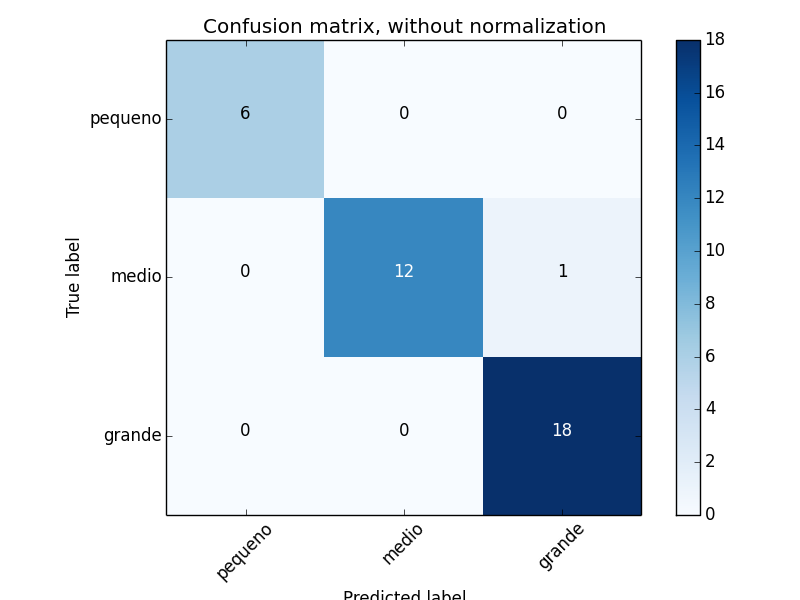 Confusion matrix, without normalization
18
16
14
12
10
8
6
4
2
0
True label
pequeno 6 0 0
medio 0 12 1
grande 0 0 18
pequeno medio grande
Predicted label